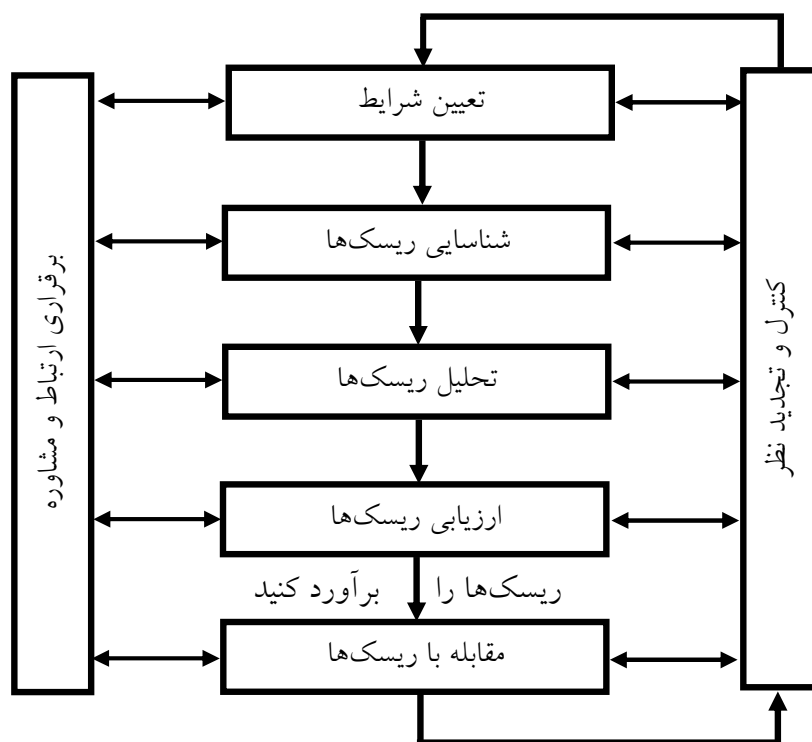 تعیین شرایط
شناسایی ریسک‌ها
تحلیل ریسک‌ها
ارزیابی ریسک‌ها
ریسک‌ها را برآورد کنید
مقابله با ریسک‌ها
کنترل و تجدید نظر
برقراری ارتباط و مشاوره